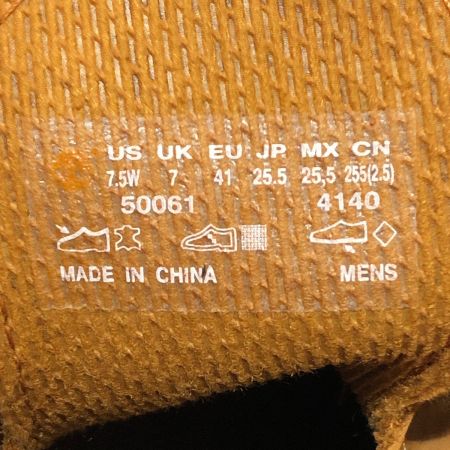 US UK EU JP MX CN
7.5W 7 41 25.5 25,5 255(2.5)
50061 4140
MADE IN CHINA MENS